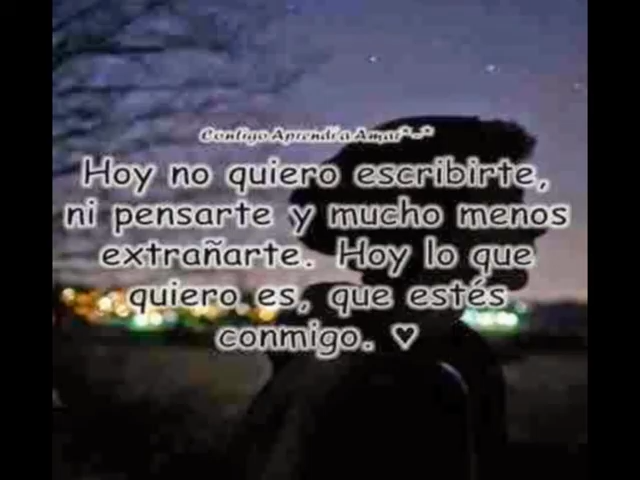 Contigo Aprendí a Amar*-*
Hoy no quiero escribirte,
ni pensarte y mucho menos
extrañarte. Hoy lo que
quiero es, que estés
conmigo. ♥